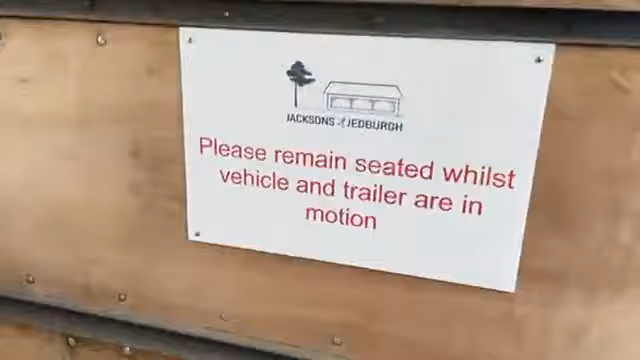 JACKSONS of JEDBURGH
Please remain seated whilst
vehicle and trailer are in
motion